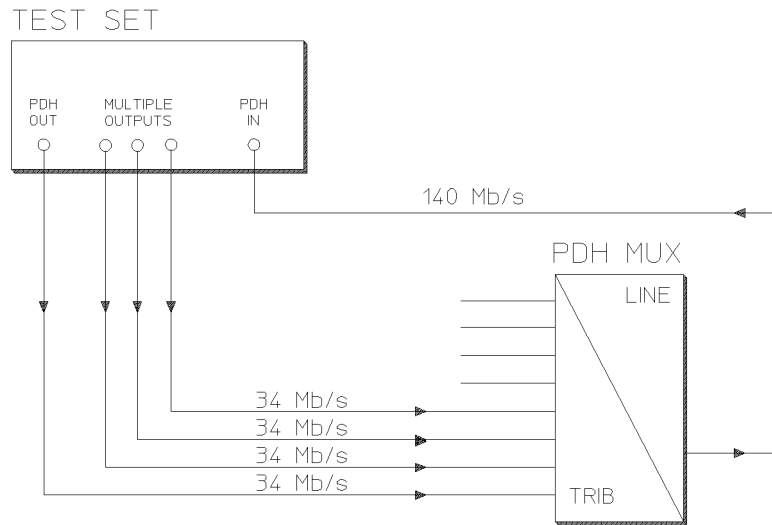 TEST SET
PDH
OUT
MULTIPLE
OUTPUTS
PDH
IN
140 Mb/s
PDH MUX
LINE
34 Mb/s
34 Mb/s
34 Mb/s
34 Mb/s
TRIB